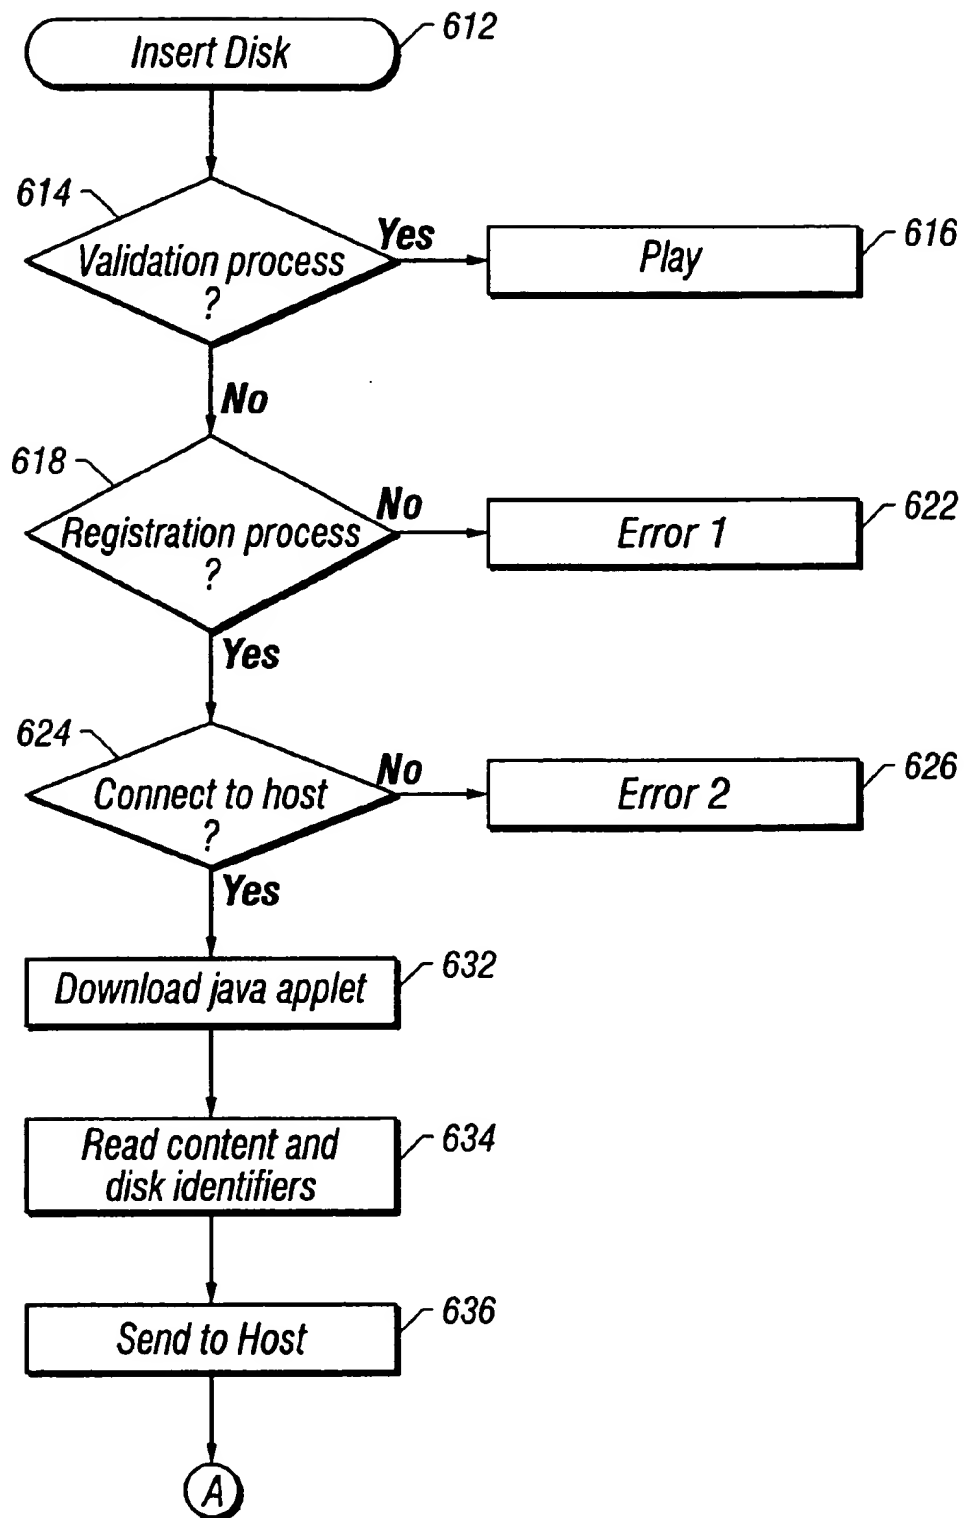 Insert Disk
612
614
Validation process
?
Yes
Play
616
No
618
Registration process
?
No
Error 1
622
Yes
624
Connect to host
?
No
Error 2
626
Yes
Download java applet
632
Read content and
disk identifiers
634
Send to Host
636
A